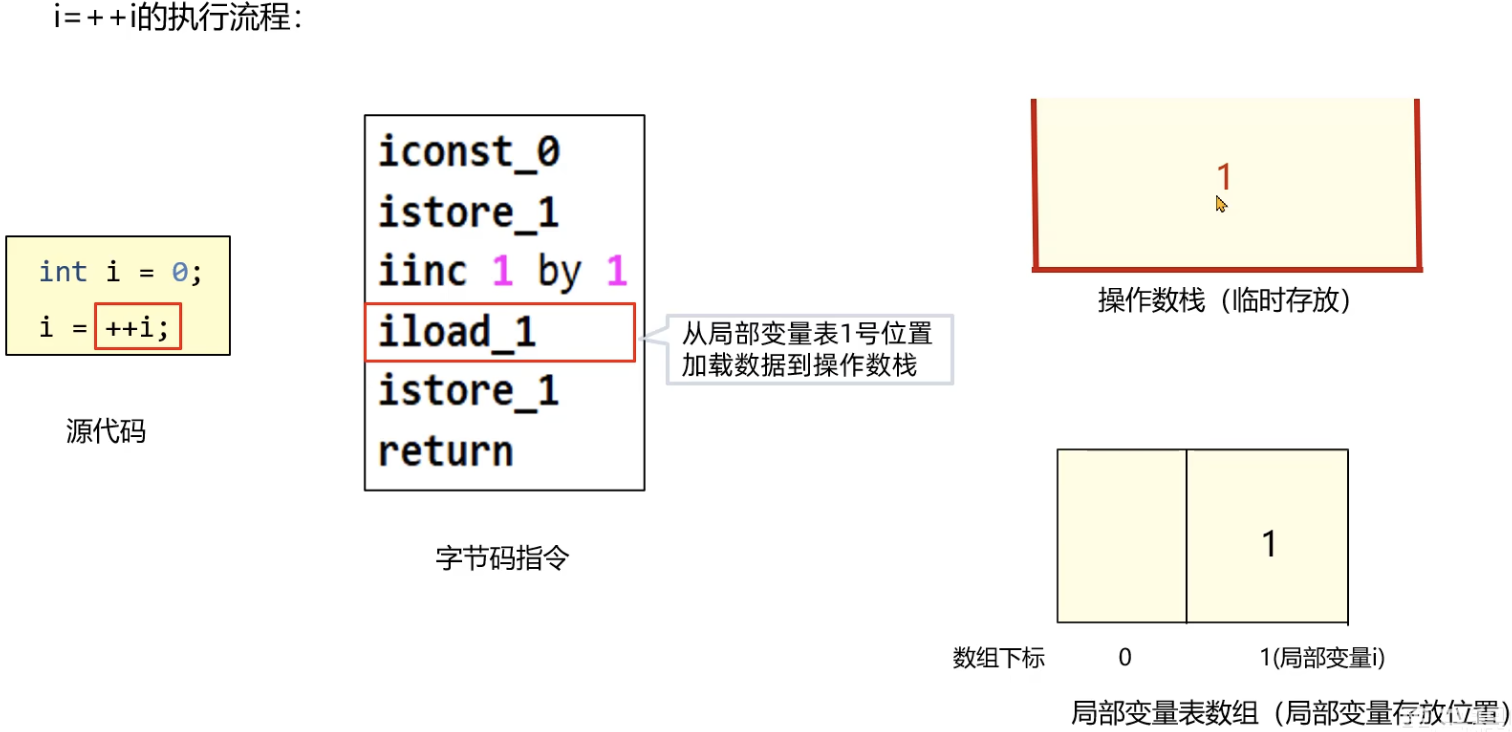 i=++i的执行流程：
int i = 0;
i = ++i;
源代码
iconst_0
istore_1
iinc 1 by 1
iload_1
istore_1
return
字节码指令
从局部变量表1号位置
加载数据到操作数栈
1
操作数栈（临时存放）
1
数组下标
0
1(局部变量i)
局部变量表数组（局部变量存放位置）